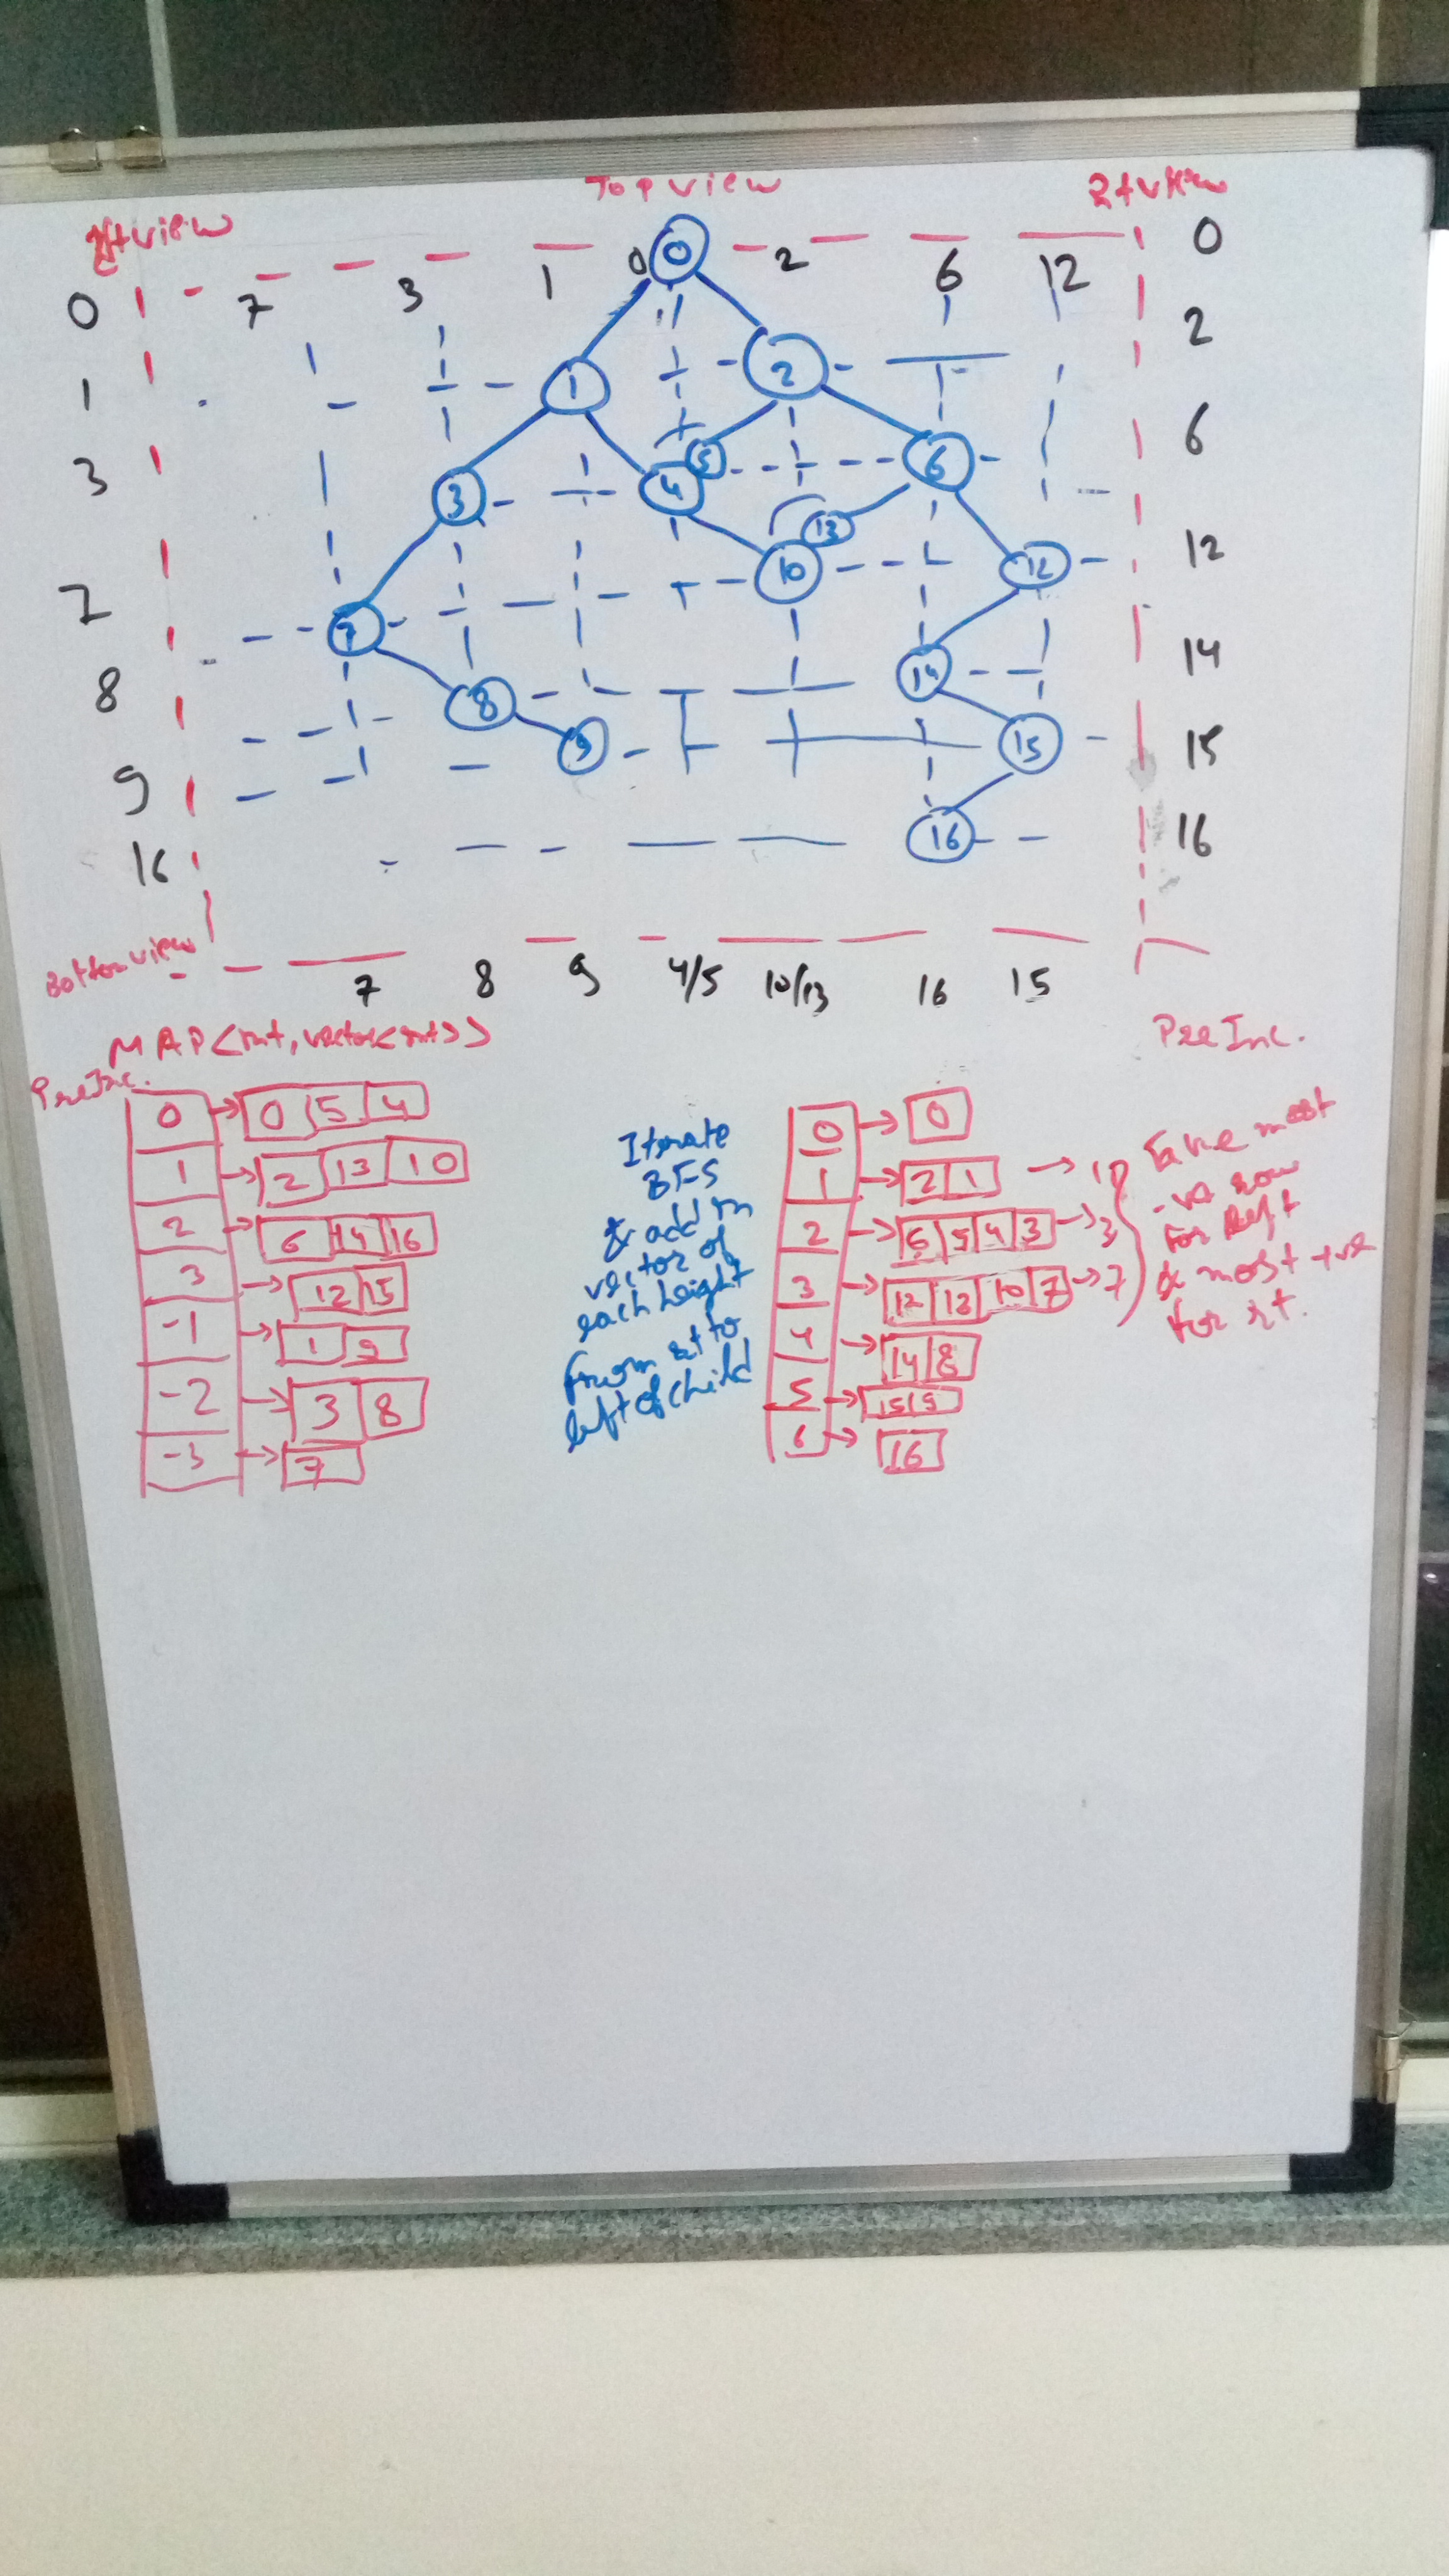 Top view
Lft view
Rt view
7 3 1 0 2 6 12
0
1
3
7
8
9
16
0
2
6
12
14
15
16
0
1 2
3 4 5 6
7 10 13 12
8 14
9 15
16
Bottom view
7 8 9 4/5 10/13 16 15
MAP<int, vector<int>>
Pre Inc.
0 → 0 5 4
1 → 2 13 10
2 → 6 14 16
3 → 12 15
-1 → 1 9
-2 → 3 8
-3 → 7
Iterate
BFS
& add in
vector of
each height
from rt to
left of child
Pre Inc.
0 → 0
1 → 2 1 →
2 → 6 5 4 3 → 3
3 → 12 13 10 7 → 7
4 → 14 8
5 → 15 9
6 → 16
Take most
-ve row
for left
& most +ve
for rt.